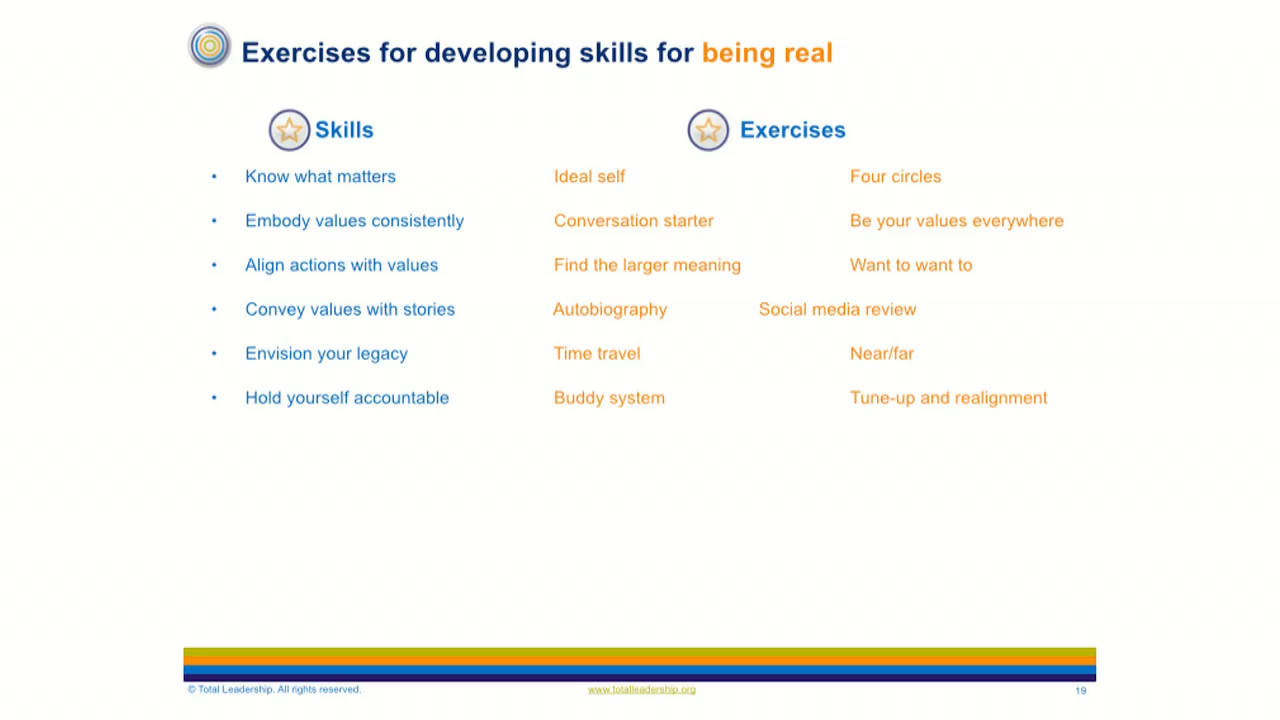 Exercises for developing skills for being real
Skills Exercises
• Know what matters Ideal self Four circles
• Embody values consistently Conversation starter Be your values everywhere
• Align actions with values Find the larger meaning Want to want to
• Convey values with stories Autobiography Social media review
• Envision your legacy Time travel Near/far
• Hold yourself accountable Buddy system Tune-up and realignment
© Total Leadership. All rights reserved. www.totalleadership.org 19